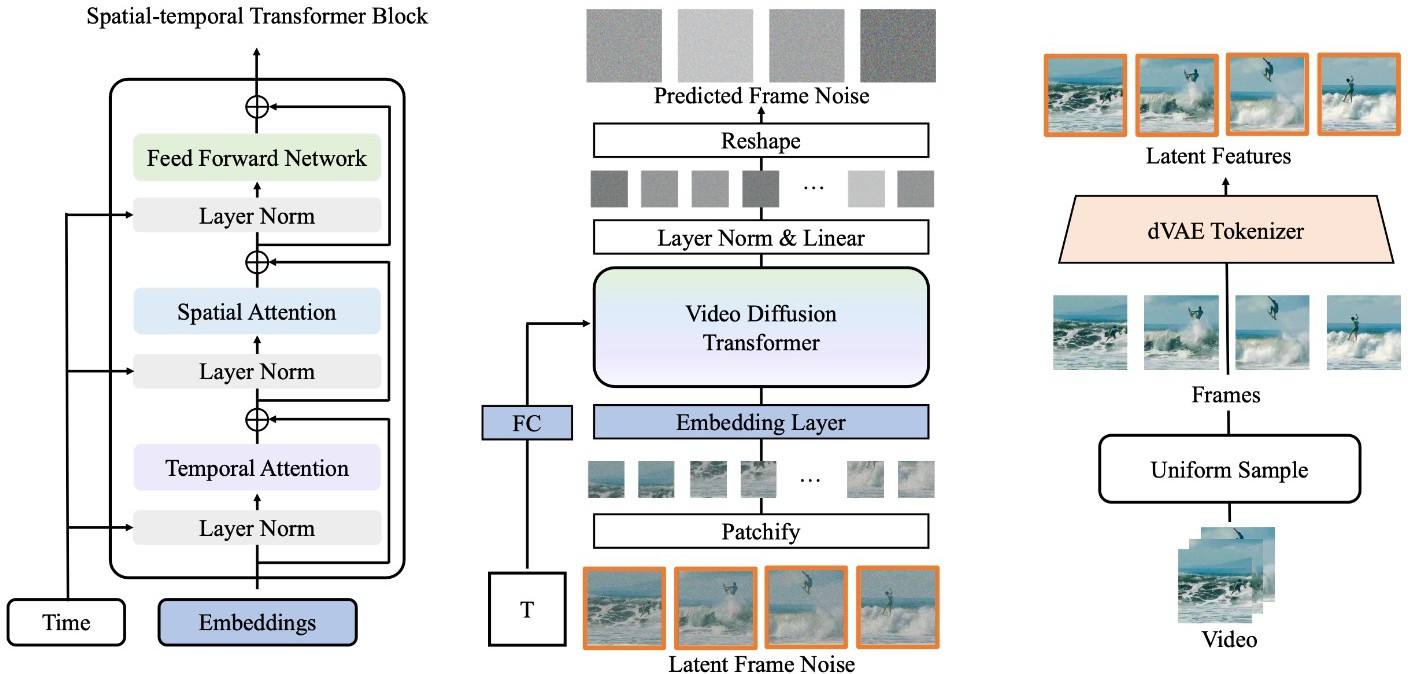 Spatial-temporal Transformer Block
Feed Forward Network
Layer Norm
Spatial Attention
Layer Norm
Temporal Attention
Layer Norm
Time
Embeddings
Predicted Frame Noise
Reshape
...
Layer Norm & Linear
Video Diffusion
Transformer
FC
Embedding Layer
...
Patchify
T
Latent Frame Noise
Latent Features
dVAE Tokenizer
Frames
Uniform Sample
Video